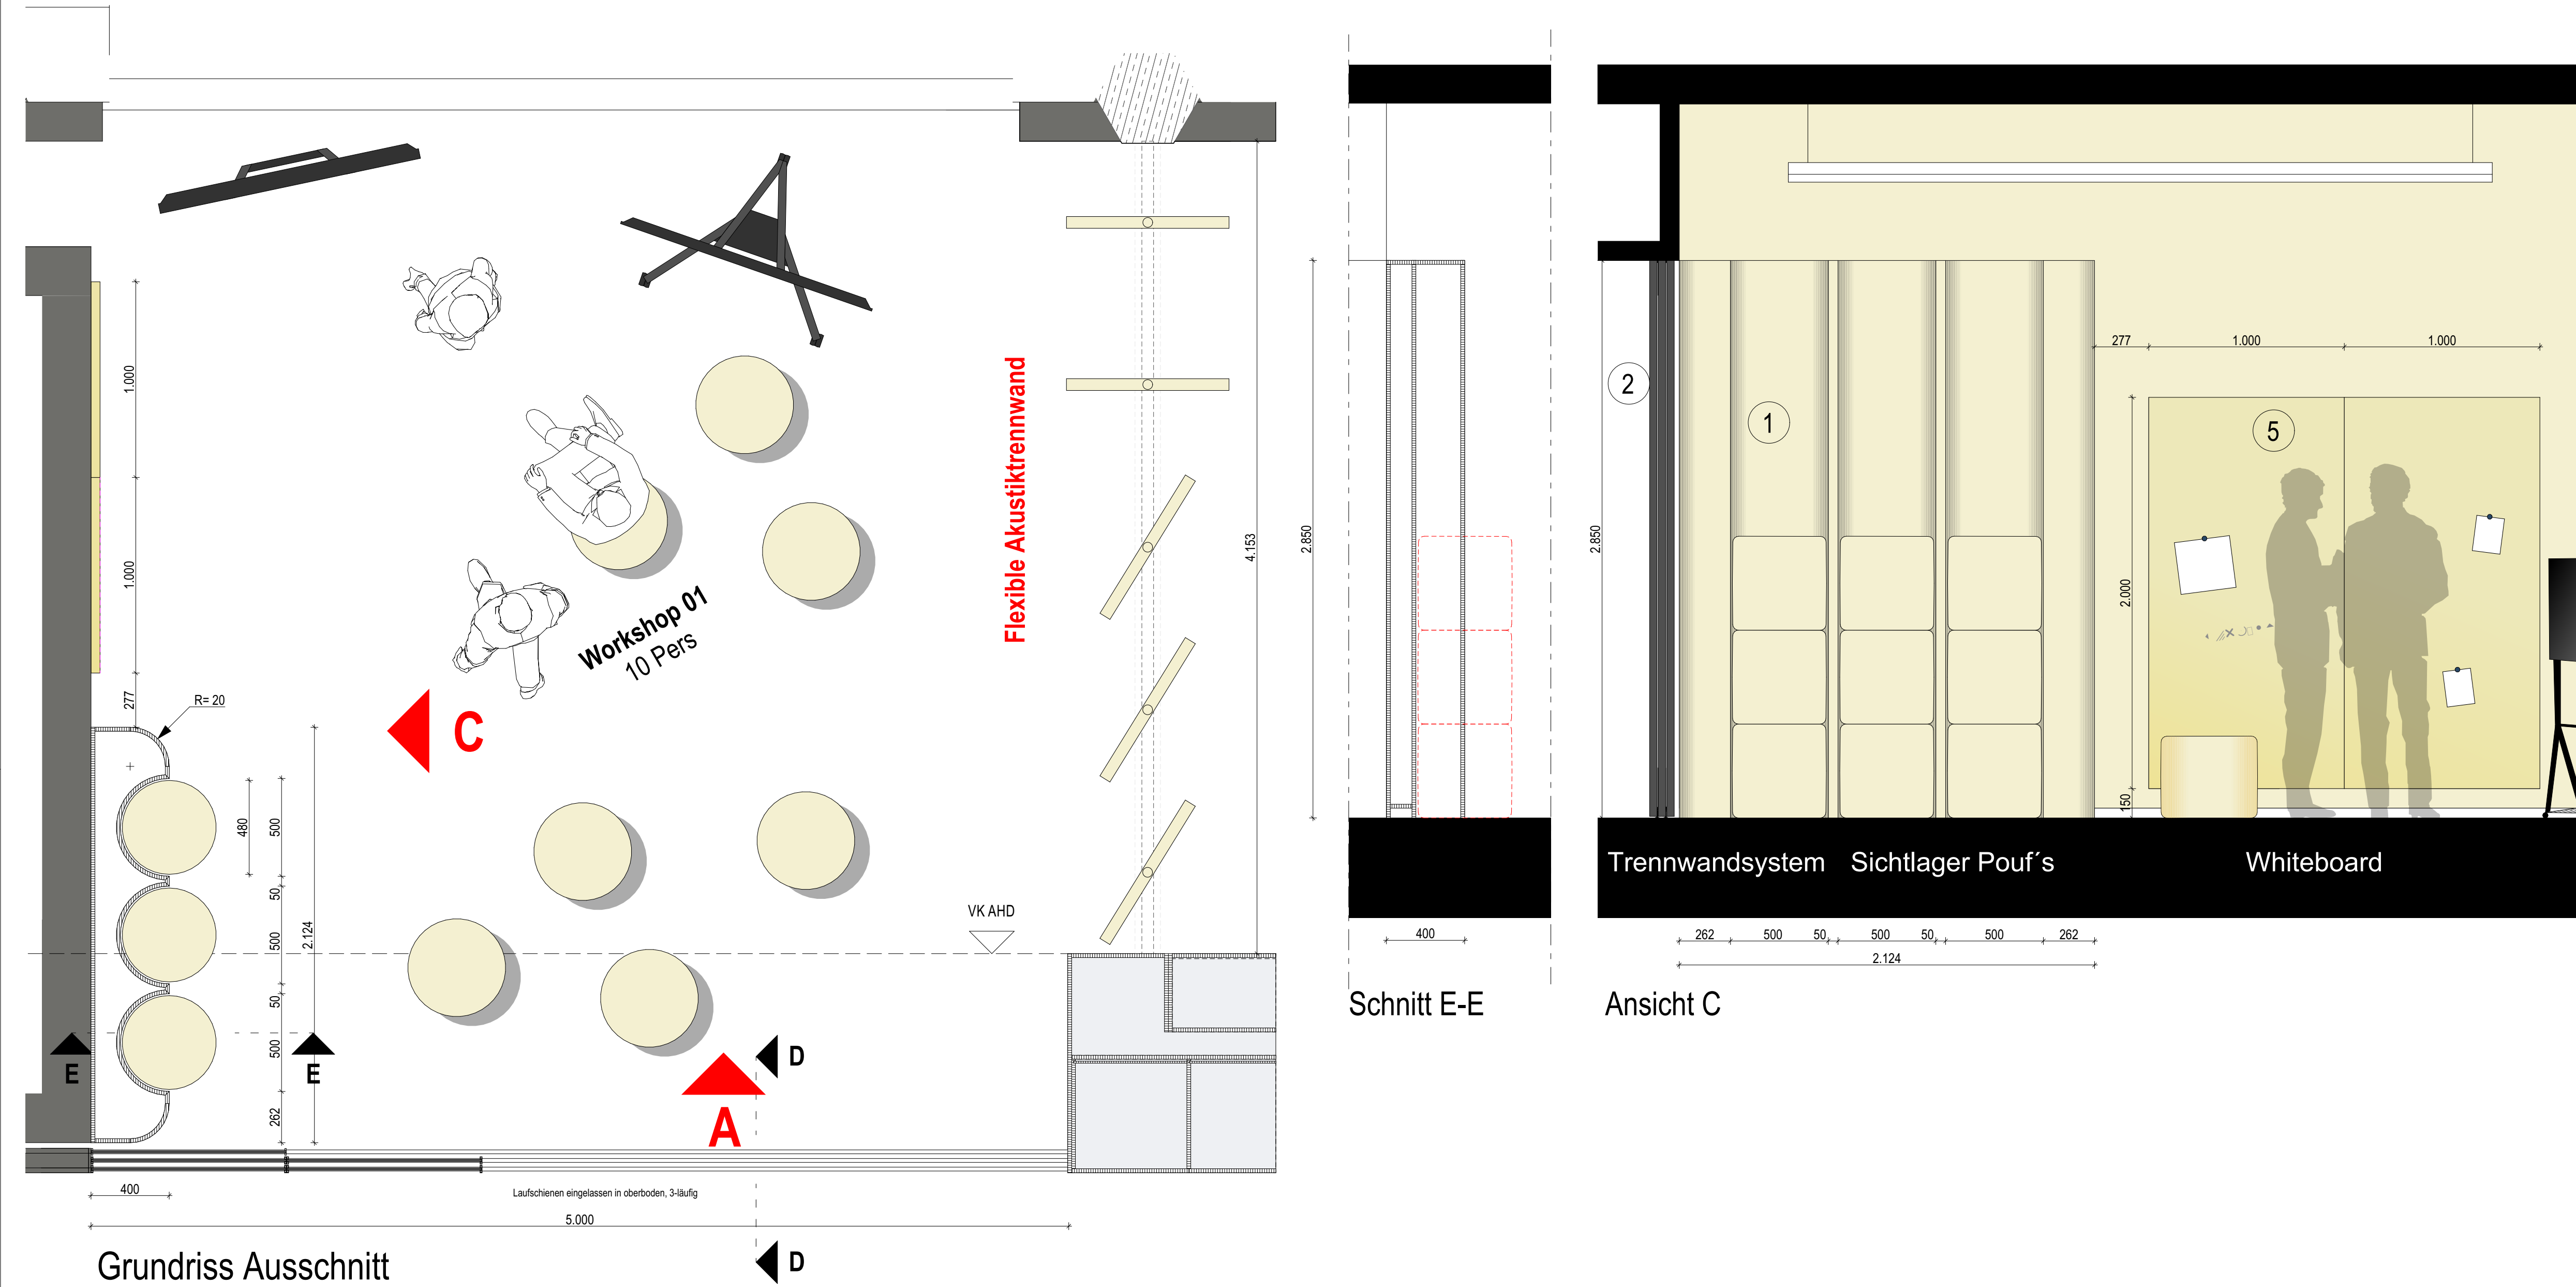 1.000
1.000
277
R= 20
480
500
50
500
50
500
262
2.124
E
E
400
5.000
Laufschienen eingelassen in oberboden, 3-läufig
Workshop 01
10 Pers
C
A
D
D
VK AHD
Flexible Akustiktrennwand
4.153
Grundriss Ausschnitt
2.850
400
Schnitt E-E
2.850
2
1
277
1.000
1.000
5
2.000
150
Trennwandsystem
Sichtlager Pouf´s
Whiteboard
262
500
50
500
50
500
262
2.124
Ansicht C